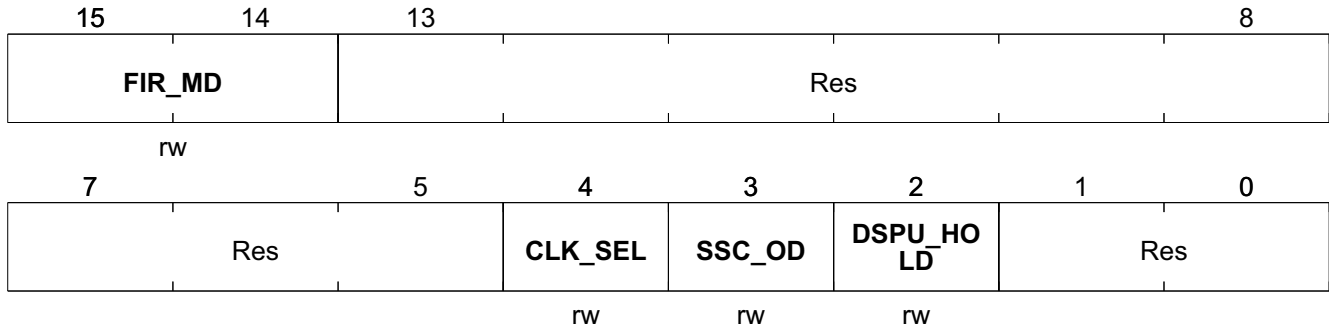 15 14 13 8
FIR_MD Res
rw
7 5 4 3 2 1 0
Res CLK_SEL SSC_OD DSPU_HO
LD Res
rw rw rw